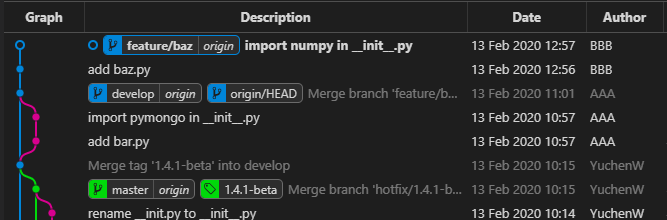 Graph Description Date Author
feature/baz origin import numpy in __init__.py 13 Feb 2020 12:57 BBB
add baz.py 13 Feb 2020 12:56 BBB
develop origin origin/HEAD Merge branch 'feature/b... 13 Feb 2020 11:01 AAA
import pymongo in __init__.py 13 Feb 2020 10:57 AAA
add bar.py 13 Feb 2020 10:57 AAA
Merge tag '1.4.1-beta' into develop 13 Feb 2020 10:15 YuchenW
master origin 1.4.1-beta Merge branch 'hotfix/1.4.1-b... 13 Feb 2020 10:15 YuchenW
rename __init.py to __init__.py 13 Feb 2020 10:14 YuchenW